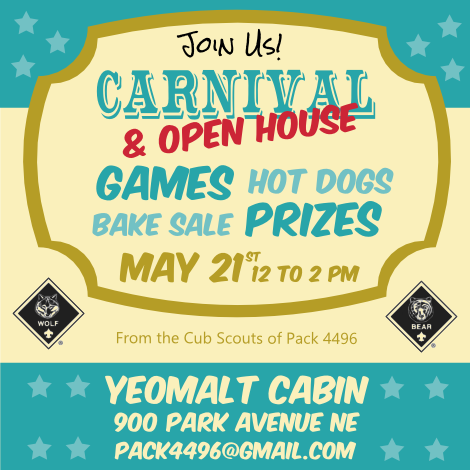 Join Us!
CARNIVAL
& OPEN HOUSE
GAMES HOT DOGS
BAKE SALE PRIZES
MAY 21ST 12 TO 2 PM
WOLF ®
BEAR ®
From the Cub Scouts of Pack 4496
YEOMALT CABIN
900 PARK AVENUE NE
PACK4496@GMAIL.COM